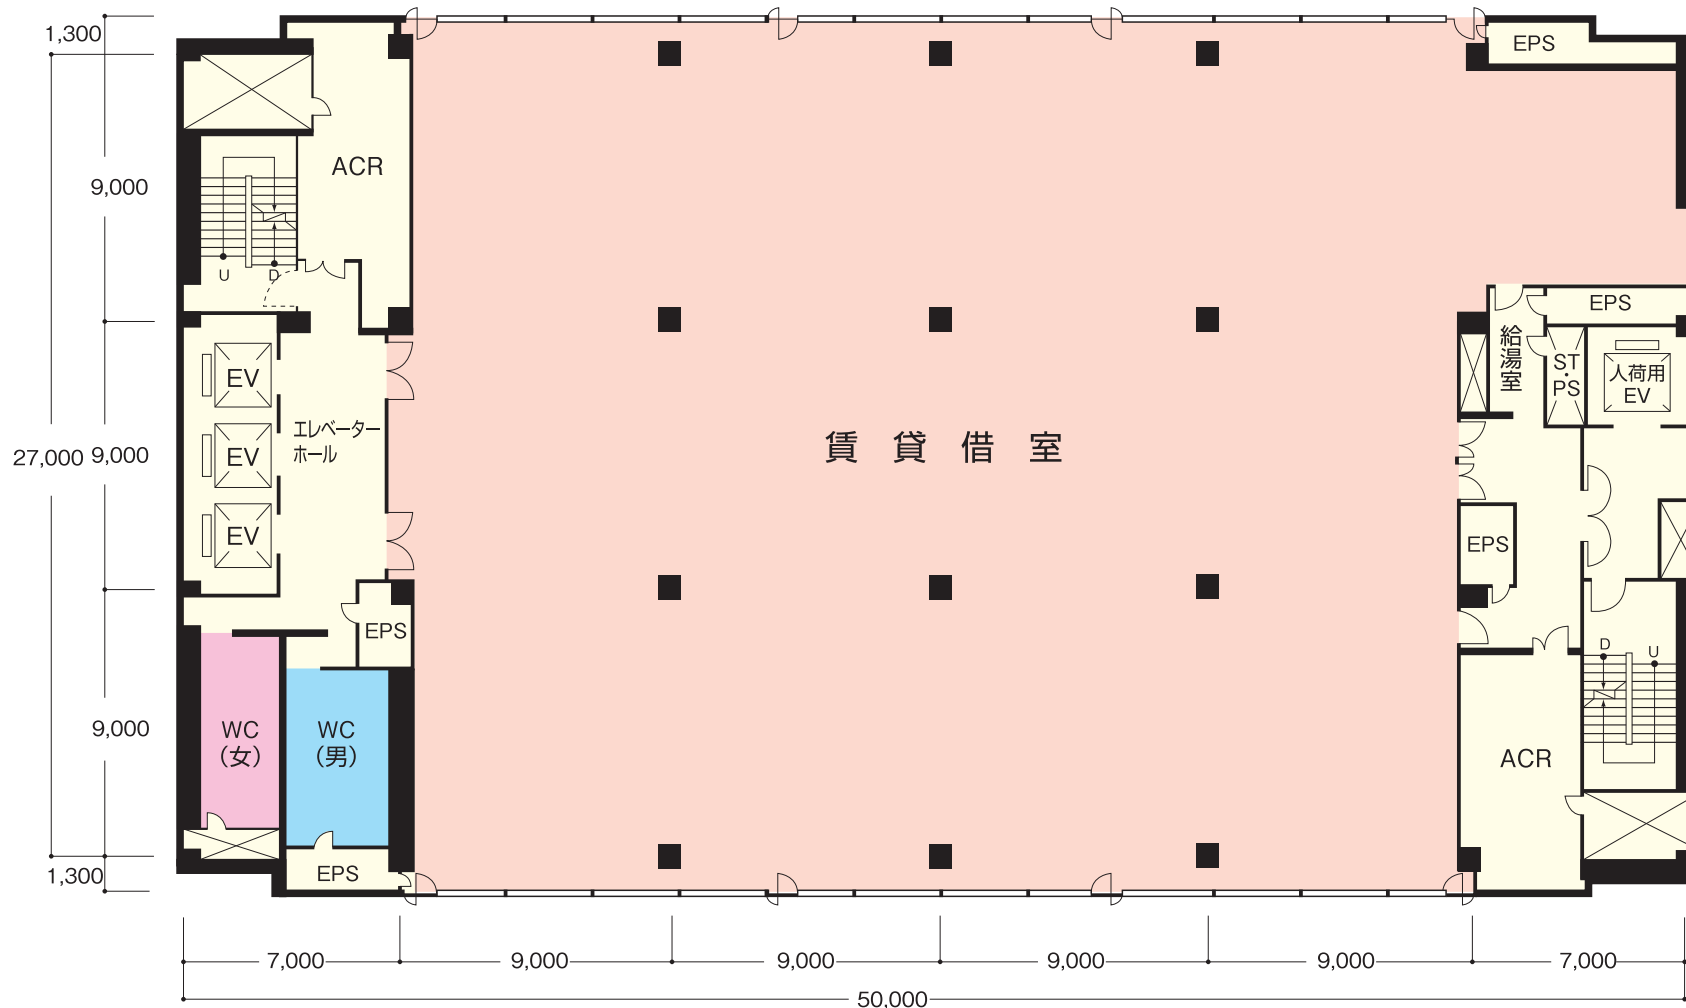 1,300
EPS
ACR
9,000
U
D
EPS
給湯室
ST・PS
人荷用
EV
EV
エレベーター
ホール
賃貸借室
27,000
9,000
EV
EV
EPS
EPS
D
U
9,000
WC
(女)
WC
(男)
ACR
1,300
EPS
7,000
9,000
9,000
9,000
9,000
7,000
50,000